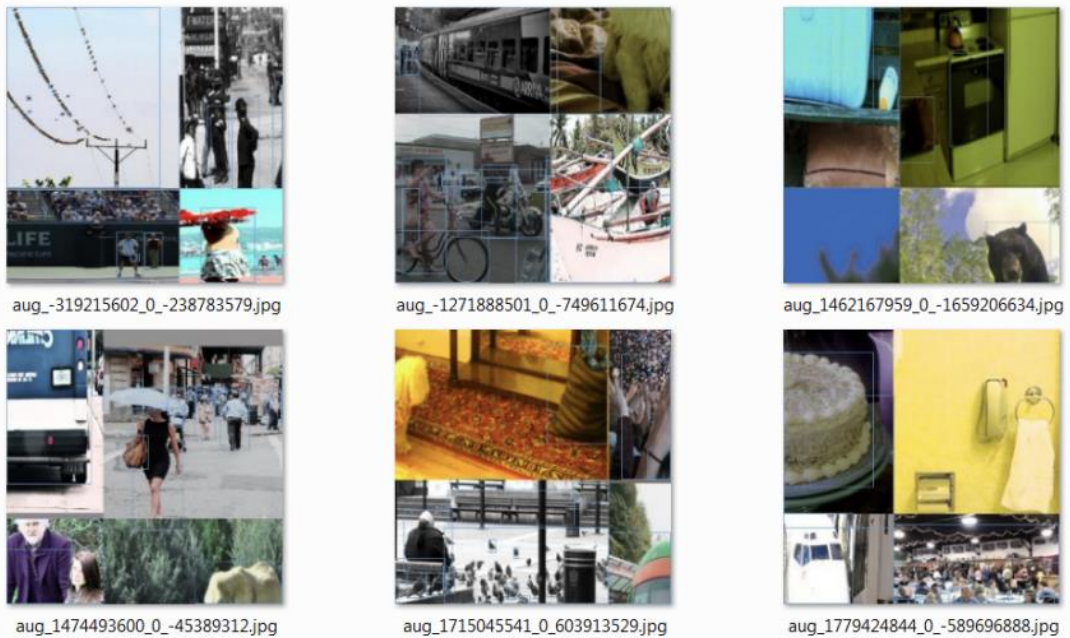 LIFE
ARRIVA
aug_-319215602_0_-238783579.jpg
aug_-1271888501_0_-749611674.jpg
aug_1462167959_0_-1659206634.jpg
aug_1474493600_0_-45389312.jpg
aug_1715045541_0_603913529.jpg
aug_1779424844_0_-589696888.jpg